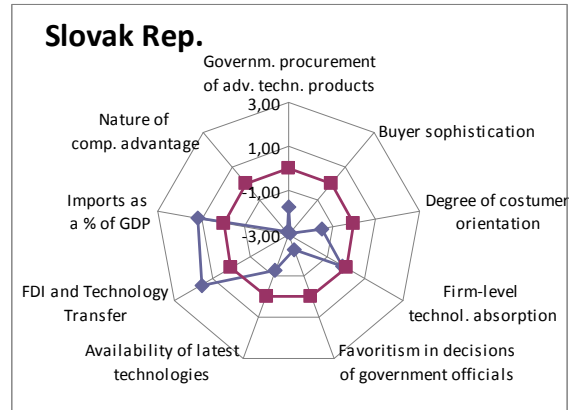 Slovak Rep.
Governm. procurement
of adv. techn. products
3,00
Nature of
comp. advantage
Buyer sophistication
1,00
Imports as
a % of GDP
-1,00
Degree of costumer
orientation
-3,00
FDI and Technology
Transfer
Firm-level
technol. absorption
Availability of latest
technologies
Favoritism in decisions
of government officials